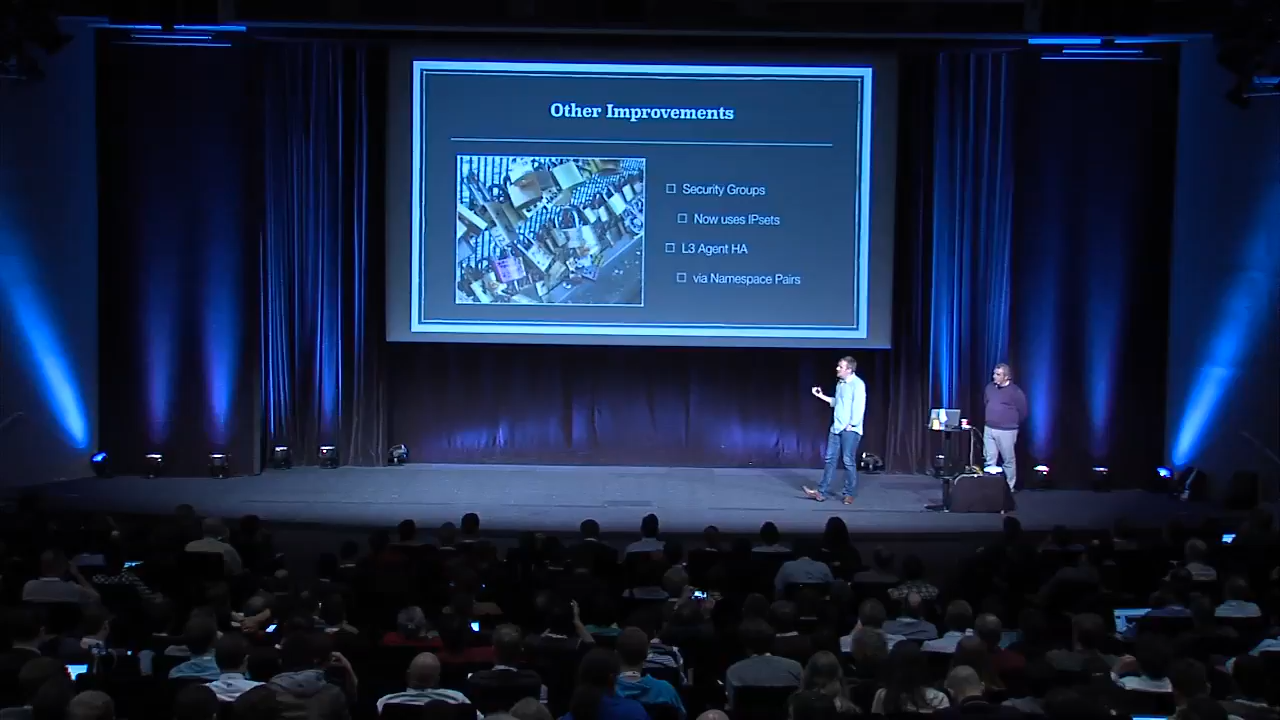 Other Improvements
Security Groups
Now uses IPsets
L3 Agent HA
via Namespace Pairs